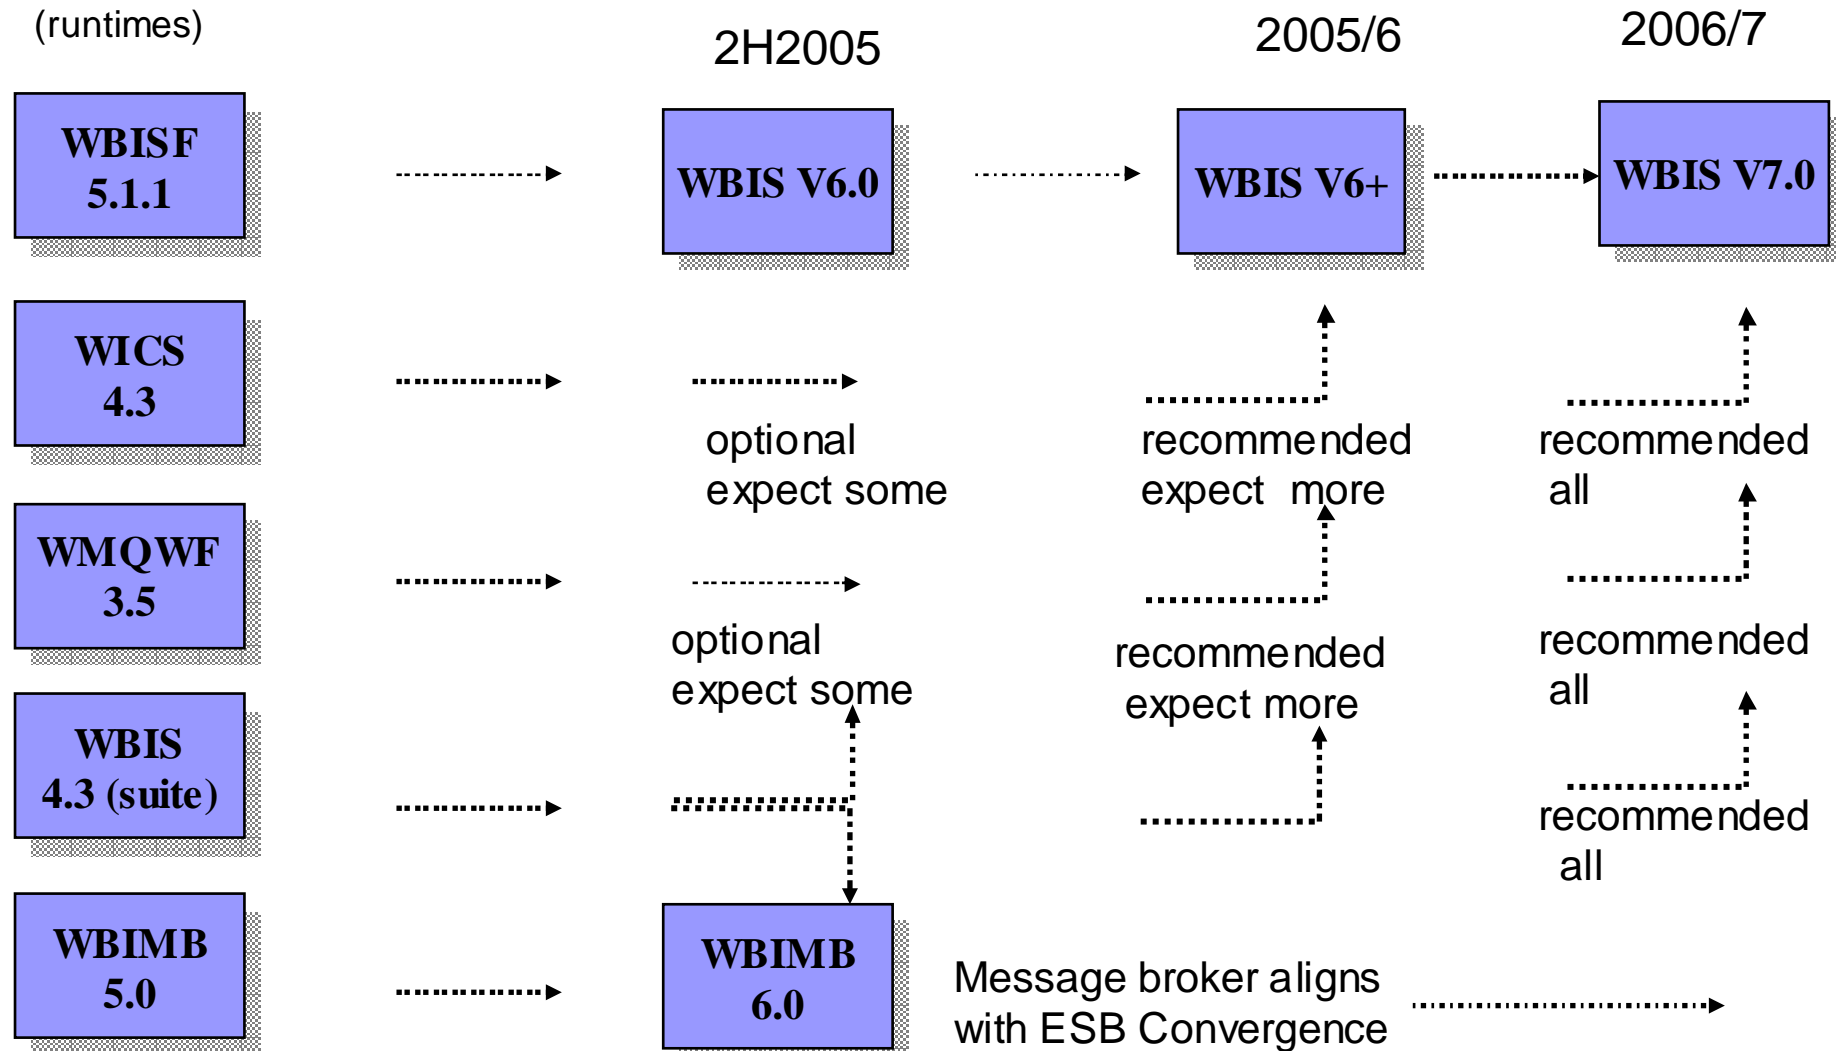 (runtimes)
2H2005
2005/6
2006/7
WBISF
5.1.1
WBIS V6.0
WBIS V6+
WBIS V7.0
WICS
4.3
optional
expect some
recommended
expect more
recommended
all
WMQWF
3.5
optional
expect some
recommended
expect more
recommended
all
WBIS
4.3 (suite)
recommended
all
WBIMB
5.0
WBIMB
6.0
Message broker aligns
with ESB Convergence